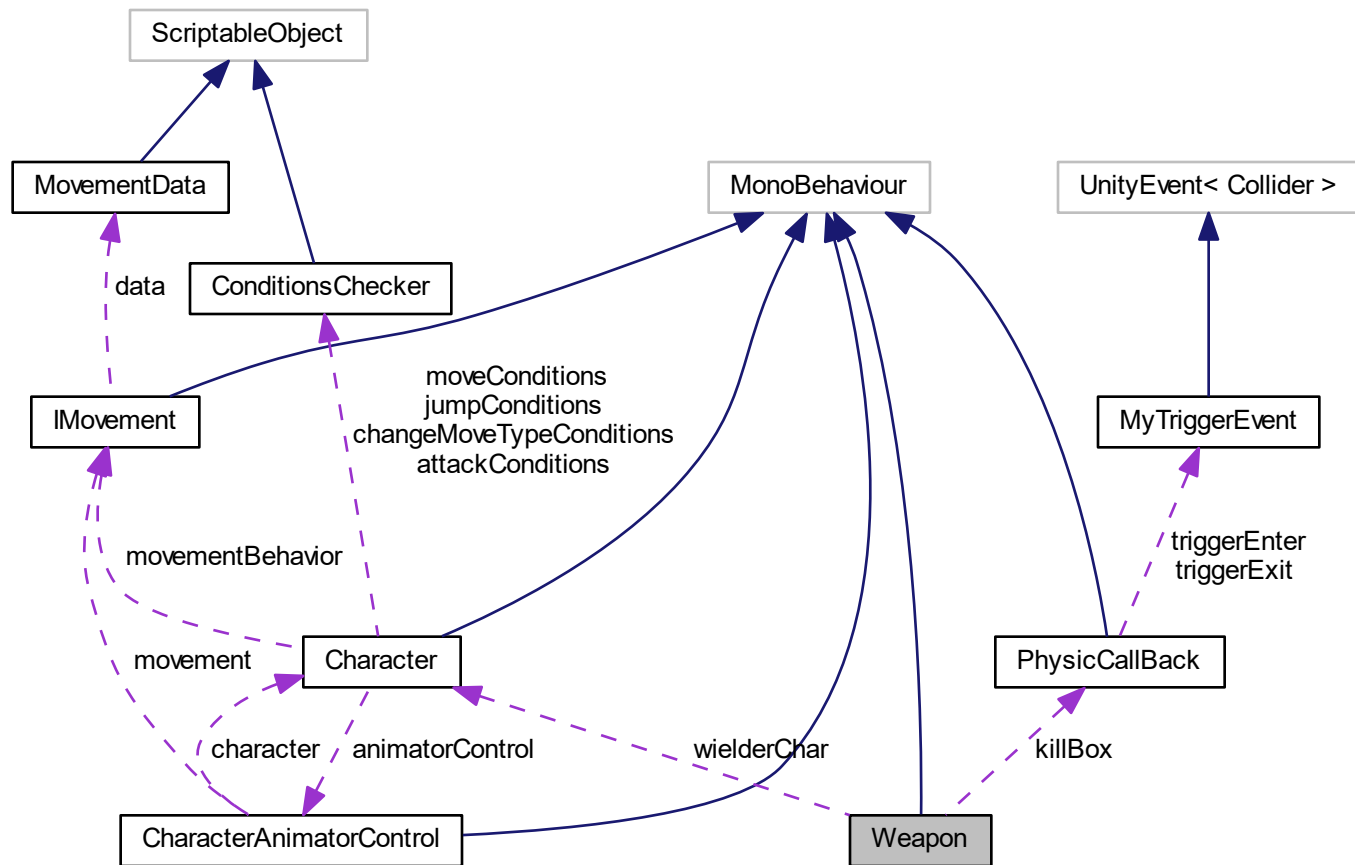 ScriptableObject
MovementData
MonoBehaviour
UnityEvent< Collider >
data
ConditionsChecker
moveConditions
jumpConditions
changeMoveTypeConditions
attackConditions
IMovement
MyTriggerEvent
movementBehavior
triggerEnter
triggerExit
movement
Character
PhysicCallBack
character
animatorControl
wielderChar
killBox
CharacterAnimatorControl
Weapon